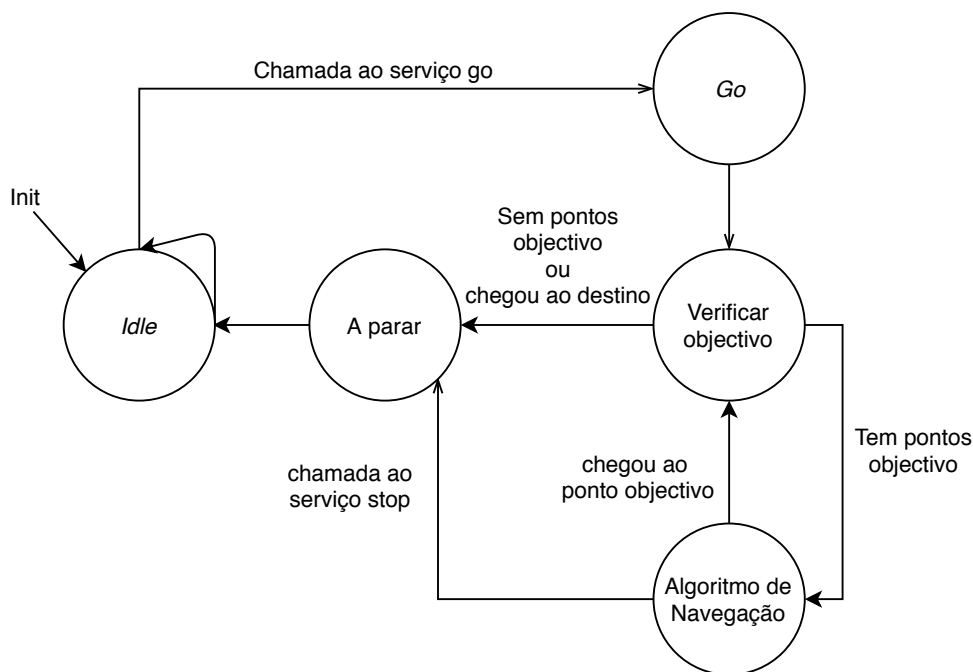 Chamada ao serviço go
Go
Init
Sem pontos
objectivo
ou
chegou ao destino
Idle
A parar
Verificar
objectivo
Tem pontos
objectivo
chamada ao
serviço stop
chegou ao
ponto objectivo
Algoritmo de
Navegação